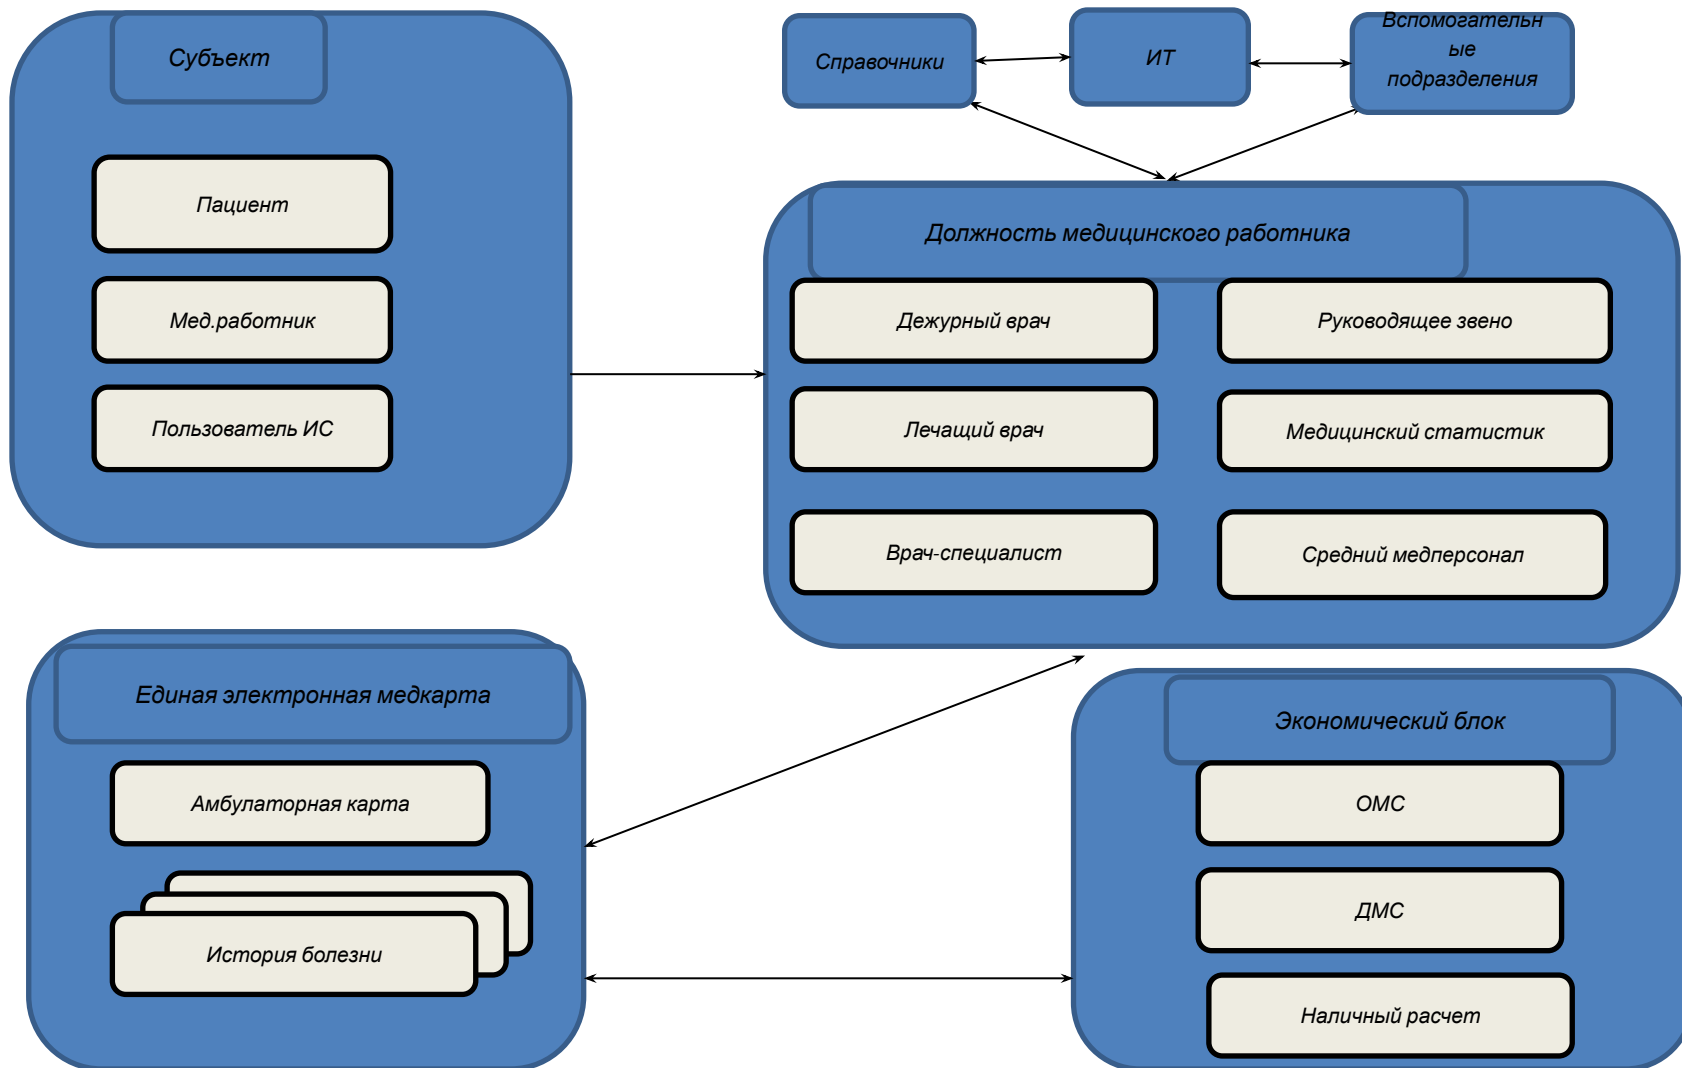 Субъект
Пациент
Мед.работник
Пользователь ИС
Справочники
ИТ
Вспомогательн
ые
подразделения
Должность медицинского работника
Дежурный врач
Руководящее звено
Лечащий врач
Медицинский статистик
Врач-специалист
Средний медперсонал
Единая электронная медкарта
Амбулаторная карта
История болезни
Экономический блок
ОМС
ДМС
Наличный расчет